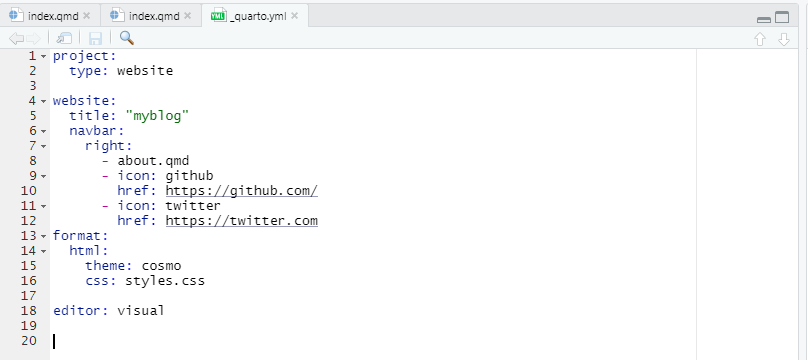 index.qmd index.qmd YML _quarto.yml
1 project:
2   type: website
3
4 website:
5   title: "myblog"
6   navbar:
7     right:
8       - about.qmd
9       - icon: github
10         href: https://github.com/
11       - icon: twitter
12         href: https://twitter.com
13 format:
14   html:
15     theme: cosmo
16     css: styles.css
17
18 editor: visual
19
20